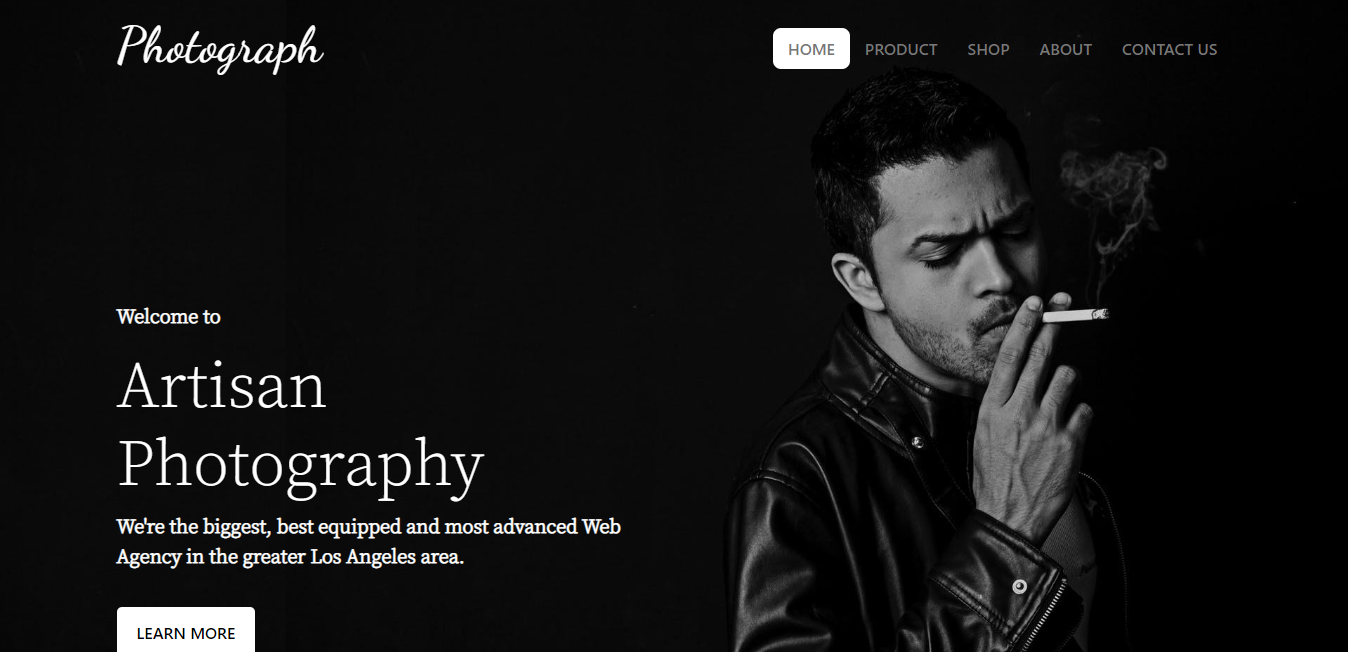 Photograph
HOME PRODUCT SHOP ABOUT CONTACT US
Welcome to
Artisan
Photography
We're the biggest, best equipped and most advanced Web
Agency in the greater Los Angeles area.
LEARN MORE